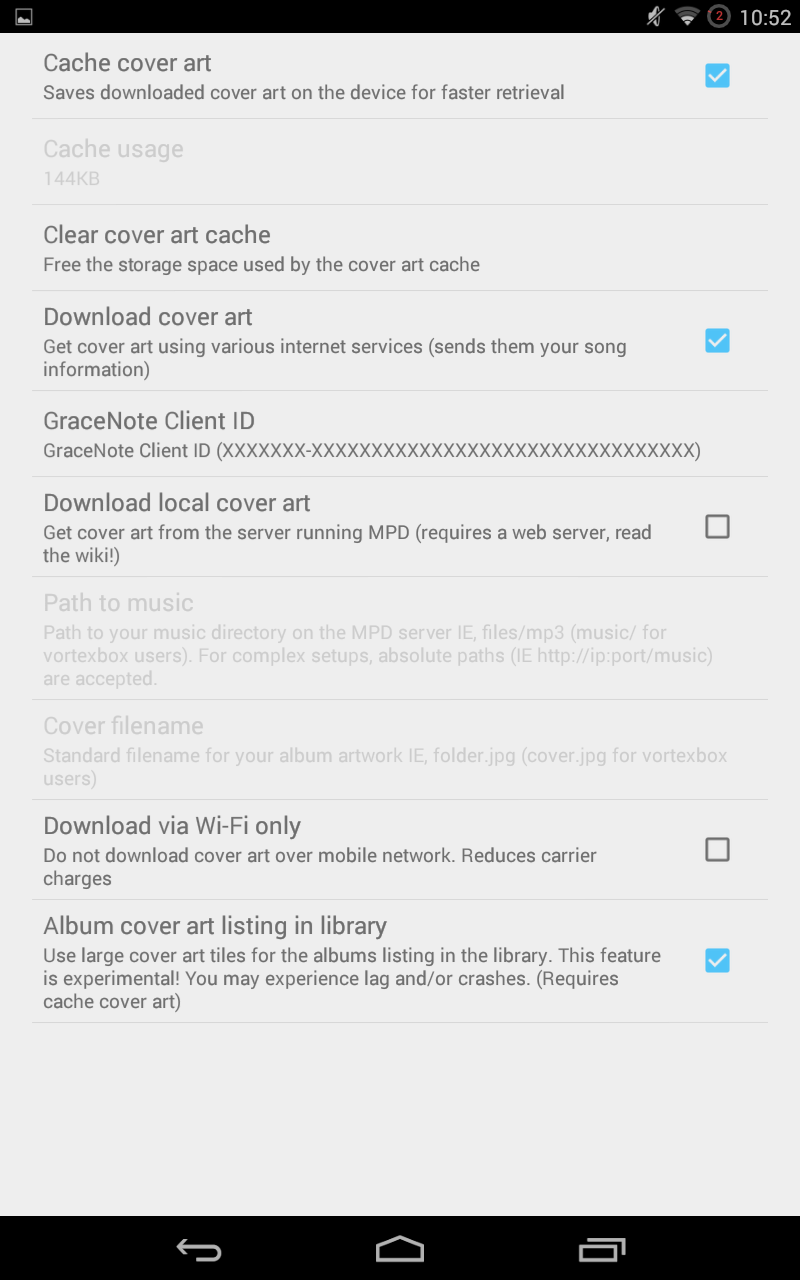 2 10:52
Cache cover art
Saves downloaded cover art on the device for faster retrieval
Cache usage
144KB
Clear cover art cache
Free the storage space used by the cover art cache
Download cover art
Get cover art using various internet services (sends them your song
information)
GraceNote Client ID
GraceNote Client ID (XXXXXXX-XXXXXXXXXXXXXXXXXXXXXXXXXXXXXXXX)
Download local cover art
Get cover art from the server running MPD (requires a web server, read
the wiki!)
Path to music
Path to your music directory on the MPD server IE, files/mp3 (music/ for
vortexbox users). For complex setups, absolute paths (IE http://ip:port/music)
are accepted.
Cover filename
Standard filename for your album artwork IE, folder.jpg (cover.jpg for vortexbox
users)
Download via Wi-Fi only
Do not download cover art over mobile network. Reduces carrier
charges
Album cover art listing in library
Use large cover art tiles for the albums listing in the library. This feature
is experimental! You may experience lag and/or crashes. (Requires
cache cover art)